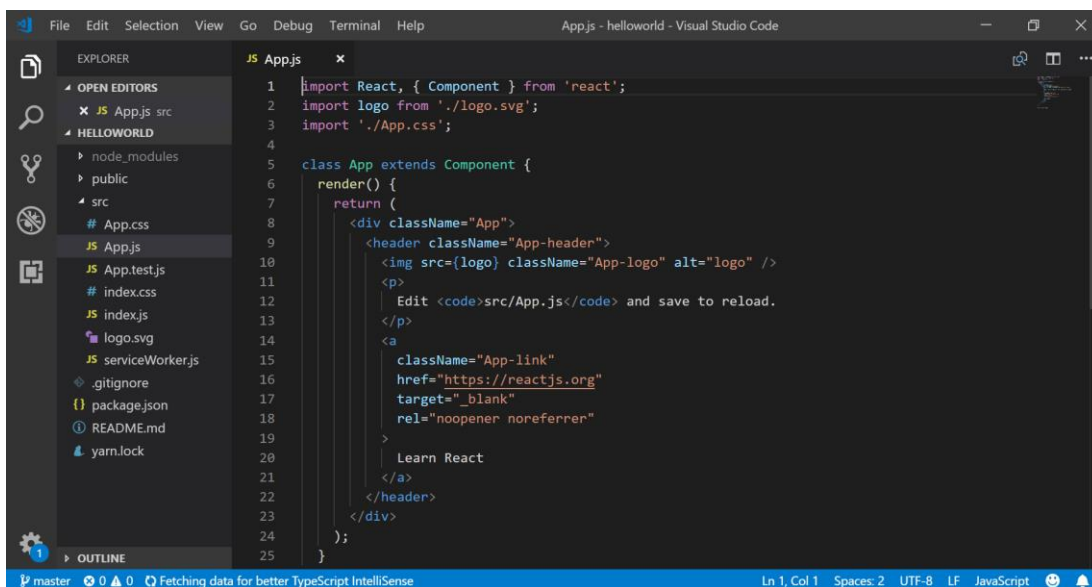 File Edit Selection View Go Debug Terminal Help App.js - helloworld - Visual Studio Code
EXPLORER
OPEN EDITORS
JS App.js src
HELLOWORLD
node_modules
public
src
# App.css
JS App.js
JS App.test.js
# index.css
JS index.js
logo.svg
JS serviceWorker.js
.gitignore
{} package.json
README.md
yarn.lock
OUTLINE
1
JS App.js
1 import React, { Component } from 'react';
2 import logo from './logo.svg';
3 import './App.css';
4
5 class App extends Component {
6 render() {
7 return (
8 <div className="App">
9 <header className="App-header">
10 <img src={logo} className="App-logo" alt="logo" />
11 <p>
12 Edit <code>src/App.js</code> and save to reload.
13 </p>
14 <a
15 className="App-link"
16 href="https://reactjs.org"
17 target="_blank"
18 rel="noopener noreferrer"
19 >
20 Learn React
21 </a>
22 </header>
23 </div>
24 );
25 }
master 0 0 Fetching data for better TypeScript IntelliSense Ln 1, Col 1 Spaces: 2 UTF-8 LF JavaScript